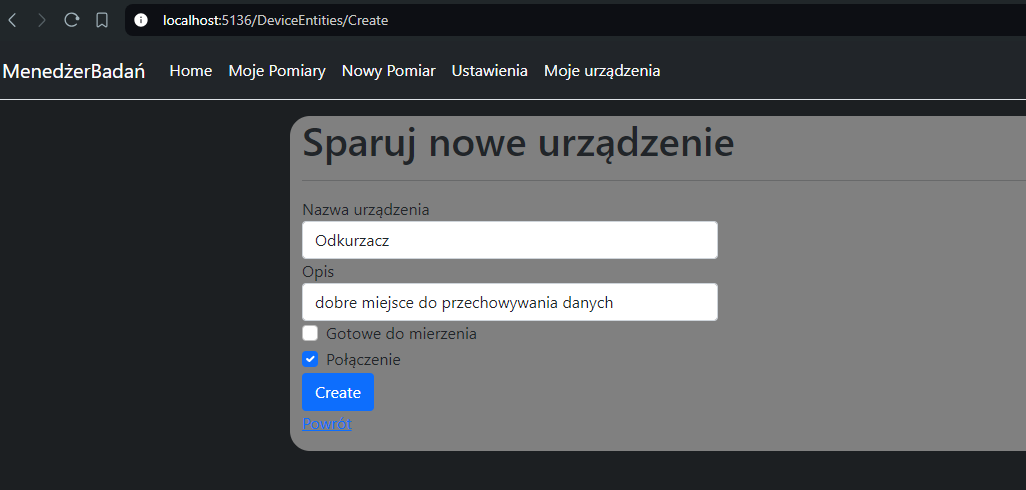 localhost:5136/DeviceEntities/Create
MenedżerBadań Home Moje Pomiary Nowy Pomiar Ustawienia Moje urządzenia
Sparuj nowe urządzenie
Nazwa urządzenia
Odkurzacz
Opis
dobre miejsce do przechowywania danych
Gotowe do mierzenia
Połączenie
Create
Powrót